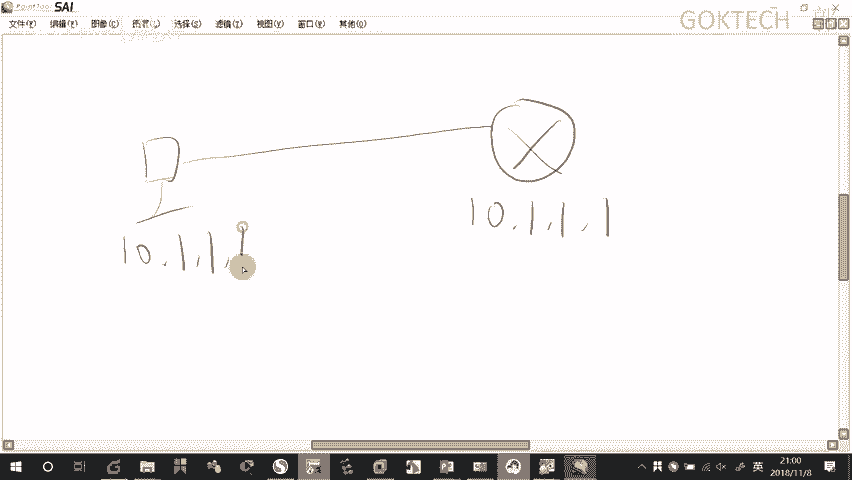 PaintTool SAI
GOKTECH
文件(F) 编辑(E) 图像(C) 图层(L) 选择(S) 滤镜(T) 视图(V) 窗口(W) 其他(O)
10.1.1.1
10.1.1.
英
21:00
2018/11/8